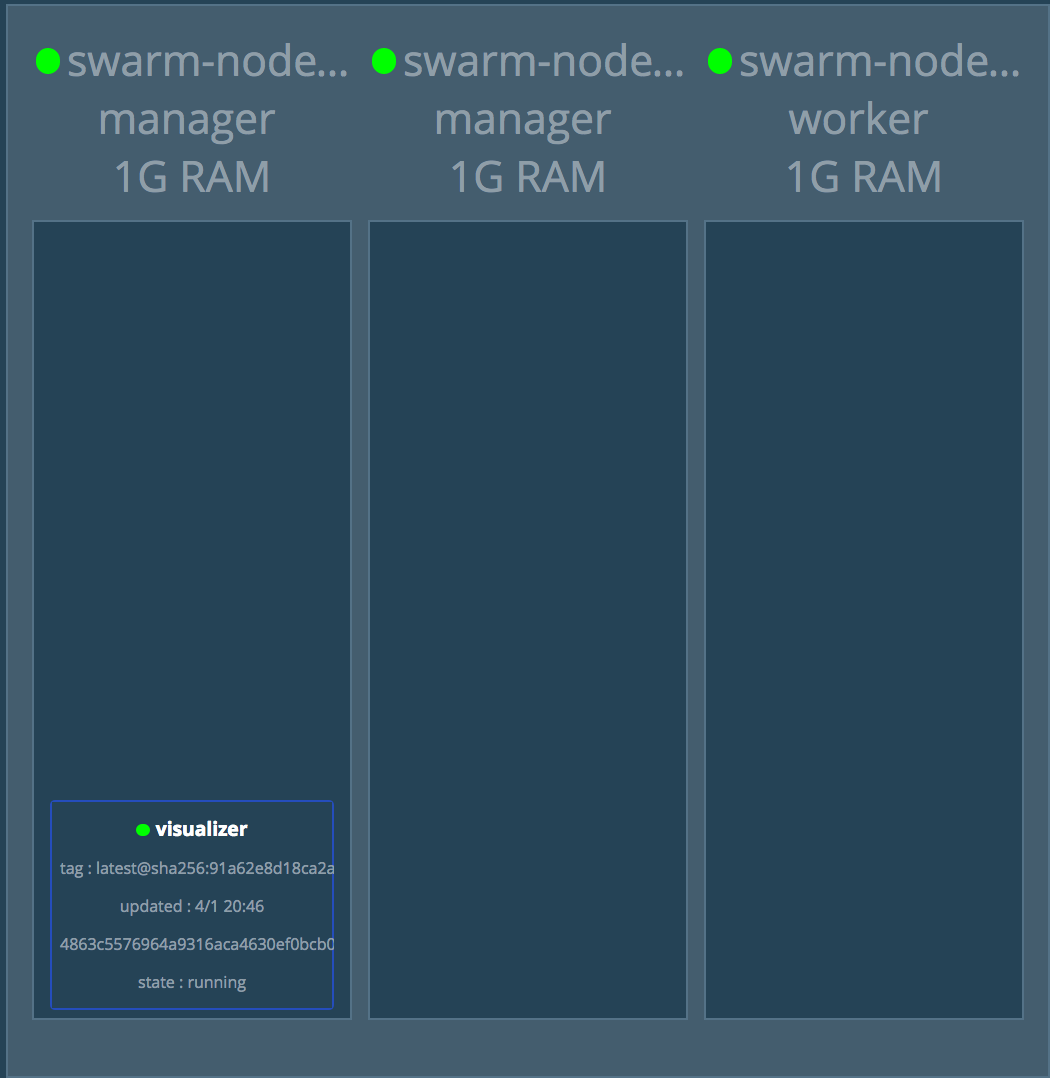 swarm-node...
manager
1G RAM
visualizer
tag : latest@sha256:91a62e8d18ca2a
updated : 4/1 20:46
4863c5576964a9316aca4630ef0bcb0
state : running
swarm-node...
manager
1G RAM
swarm-node...
worker
1G RAM